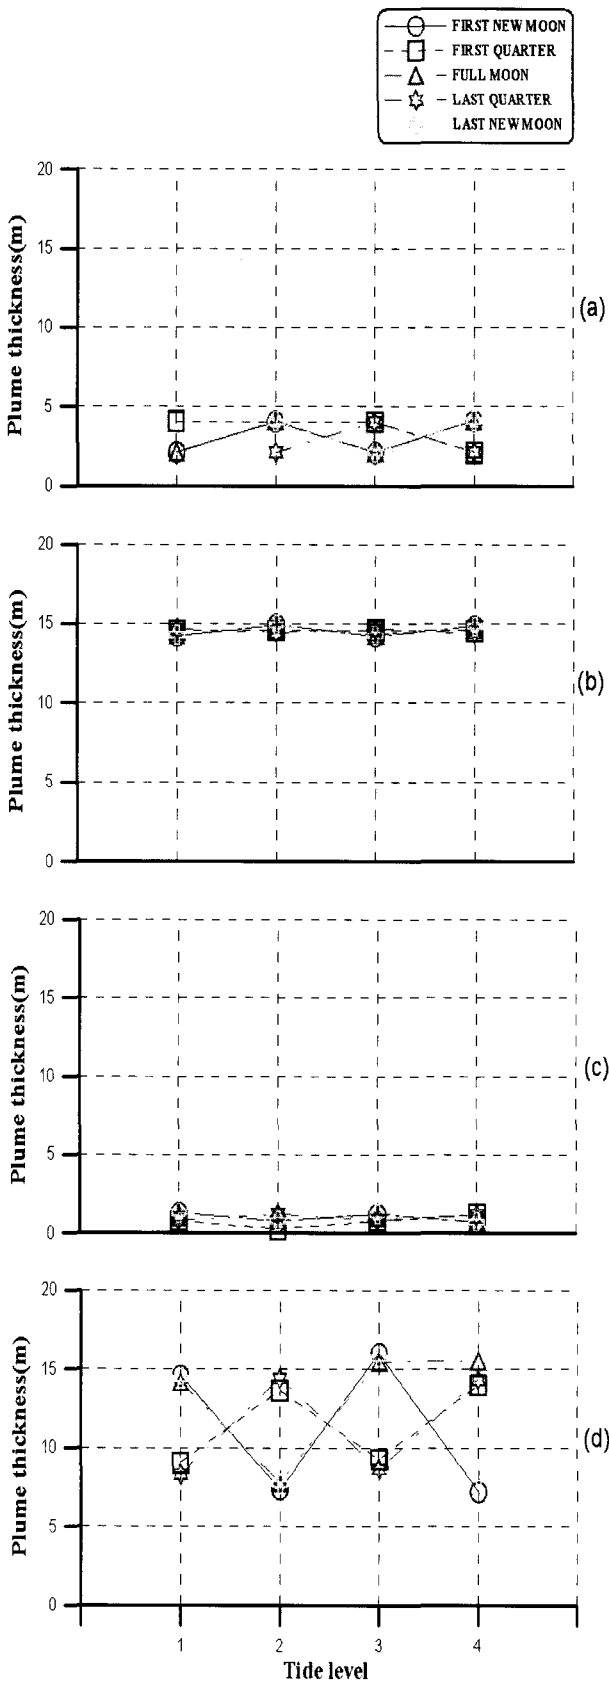 FIRST NEW MOON
FIRST QUARTER
FULL MOON
LAST QUARTER
LAST NEW MOON
20
15
10
5
0
Plume thickness(m)
(a)
20
15
10
5
0
Plume thickness(m)
(b)
20
15
10
5
0
Plume thickness(m)
(c)
20
15
10
5
0
Plume thickness(m)
(d)
1 2 3 4
Tide level